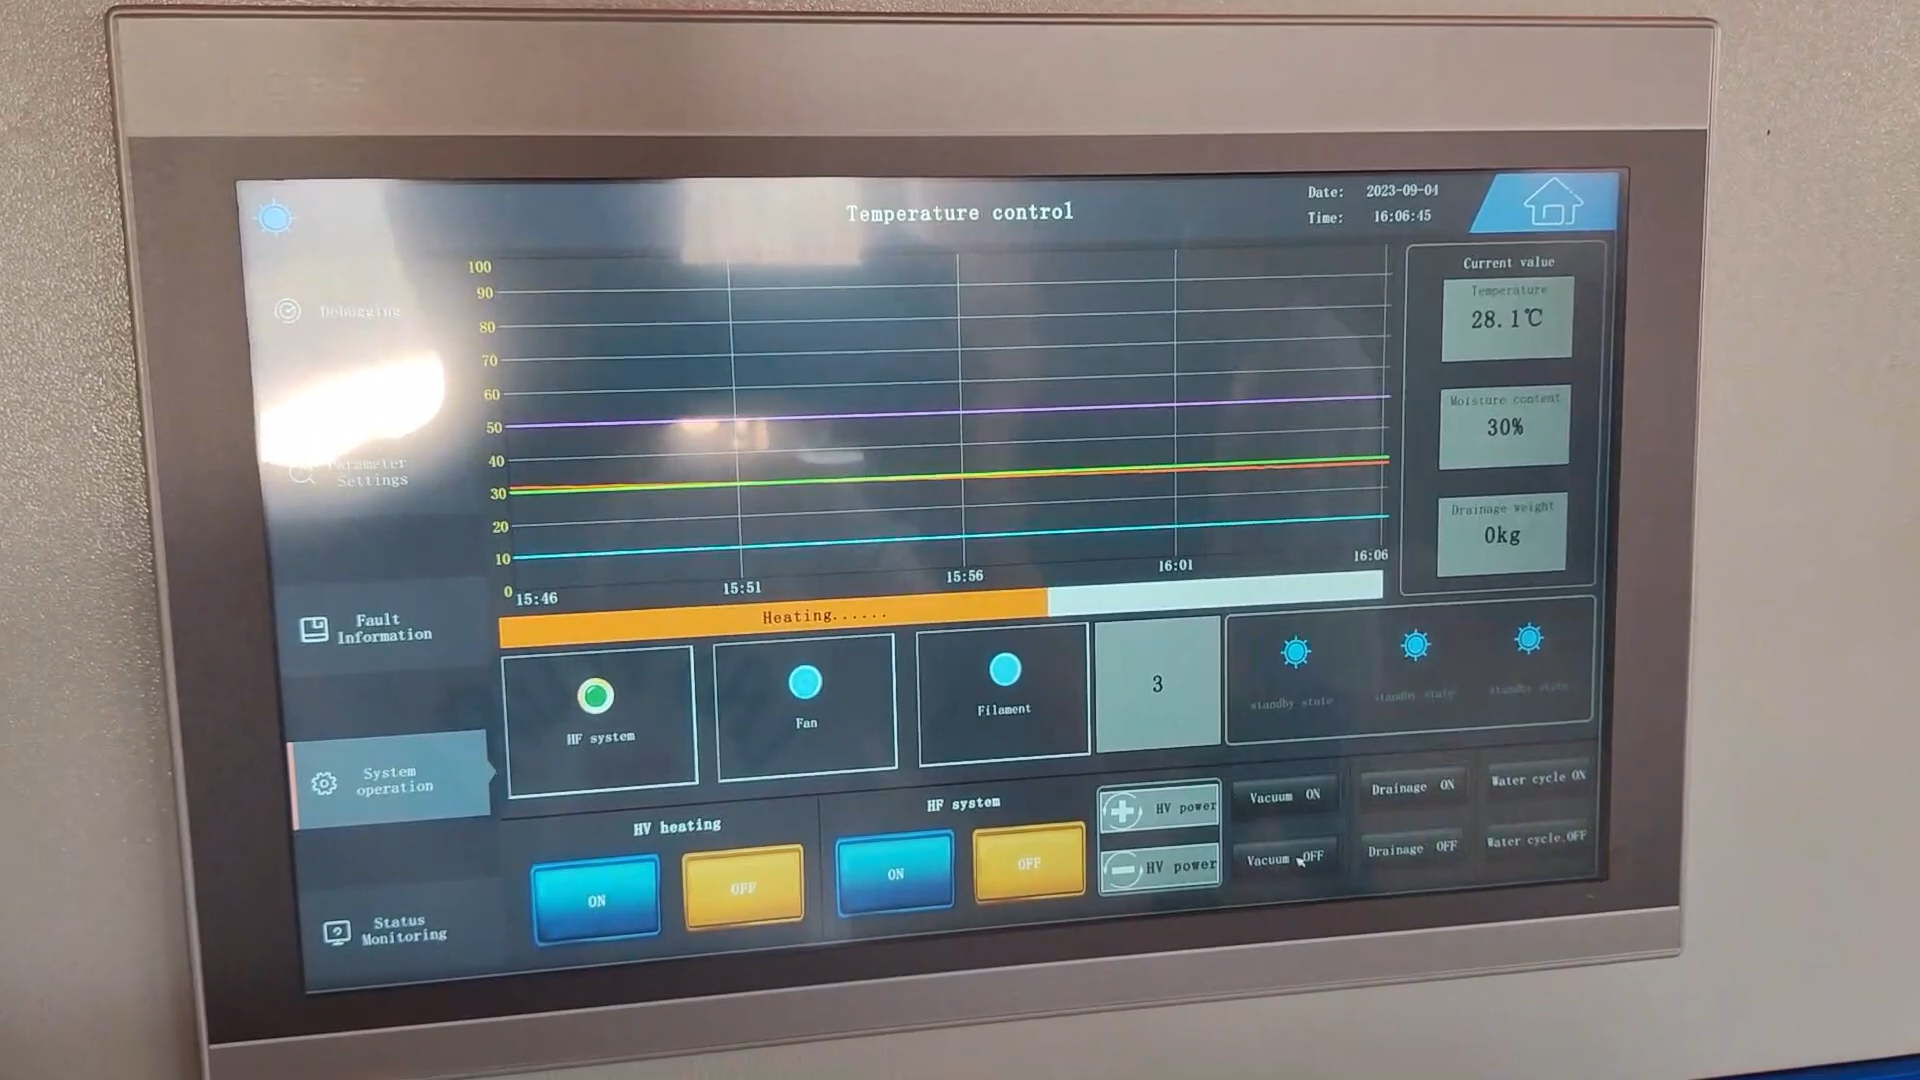 Temperature control
Date: 2023-09-04
Time: 16:06:45
Debugging
Parameter
Settings
Fault
Information
System
operation
Status
Monitoring
100
90
80
70
60
50
40
30
20
10
0
15:46
15:51
15:56
16:01
16:06
Heating......
Current value
Temperature
28.1℃
Moisture content
30%
Drainage weight
0kg
HF system
Fan
Filament
3
standby state
standby state
standby state
HV heating
ON
OFF
HF system
ON
OFF
HV power
HV power
Vacuum ON
Vacuum OFF
Drainage ON
Drainage OFF
Water cycle ON
Water cycle.OFF